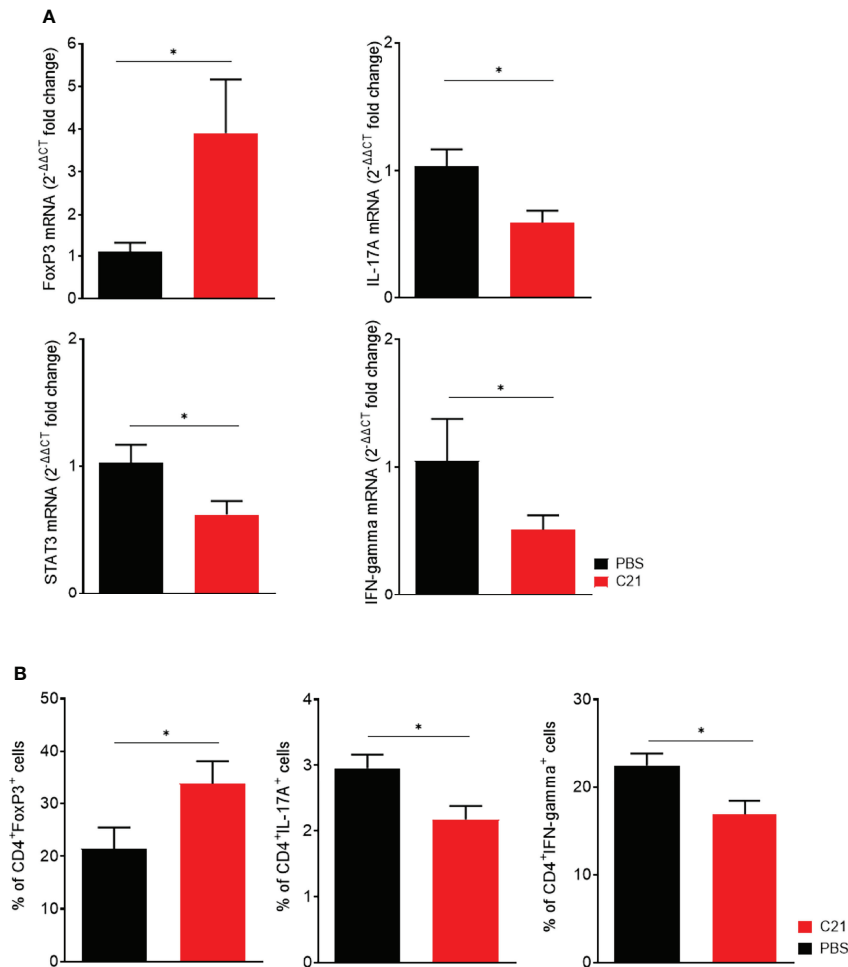 A
FoxP3 mRNA (2^-ΔΔCT fold change)
6
5
4
3
2
1
0
*
IL-17A mRNA (2^-ΔΔCT fold change)
2
1
0
*
STAT3 mRNA (2^-ΔΔCT fold change)
2
1
0
*
IFN-gamma mRNA (2^-ΔΔCT fold change)
2
1
0
*
PBS
C21
B
% of CD4+FoxP3+ cells
50
40
30
20
10
0
*
% of CD4+IL-17A+ cells
4
3
2
1
0
*
% of CD4+IFN-gamma+ cells
30
20
10
0
*
C21
PBS